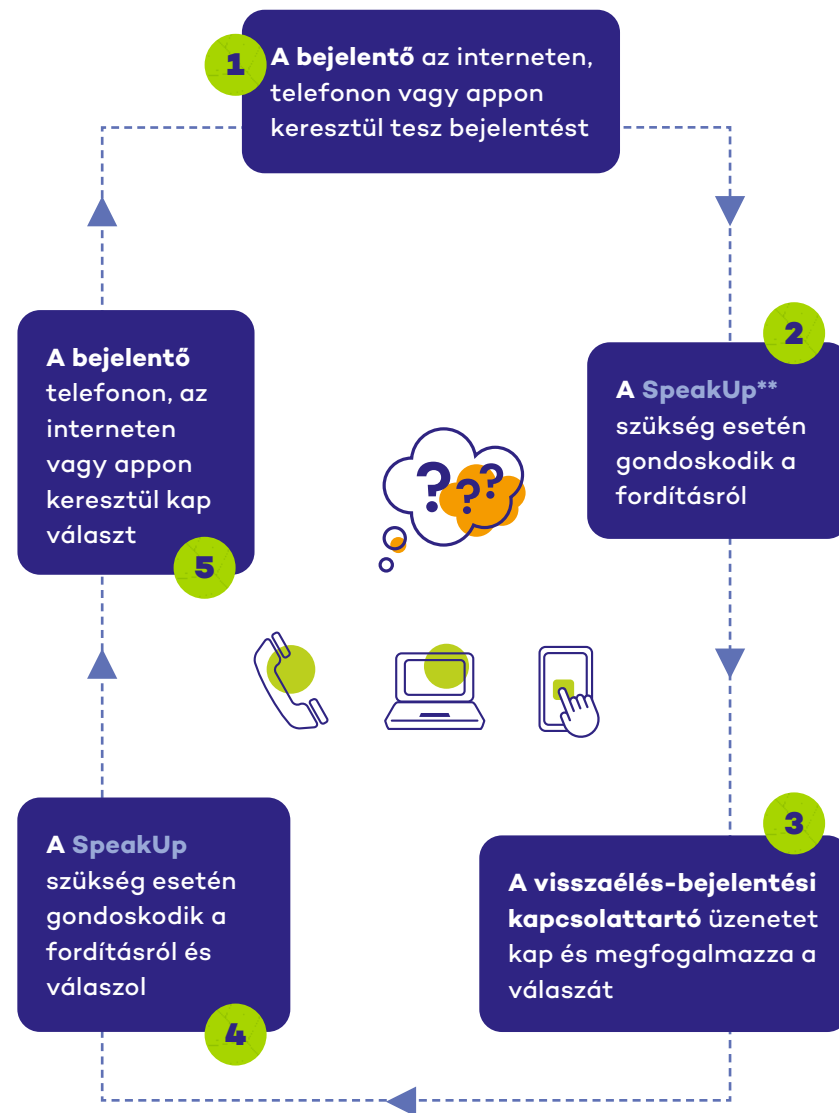 1
A bejelentő az interneten,
telefonon vagy appon
keresztül tesz bejelentést
2
A SpeakUp**
szükség esetén
gondoskodik a
fordításról
3
A visszaélés-bejelentési
kapcsolattartó üzenetet
kap és megfogalmazza a
válaszát
A SpeakUp
szükség esetén
gondoskodik a
fordításról és
válaszol
4
A bejelentő
telefonon, az
interneten
vagy appon
keresztül kap
választ
5
???